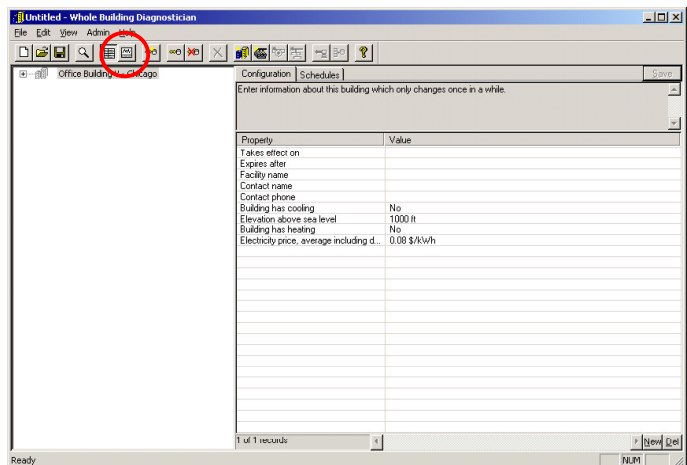 Untitled - Whole Building Diagnostician
File Edit View Admin Help
Office Building - Chicago
Configuration Schedules Save
Enter information about this building which only changes once in a while.
Property Value
Takes effect on
Expires after
Facility name
Contact name
Contact phone
Building has cooling No
Elevation above sea level 1000 ft
Building has heating No
Electricity price, average including d... 0.08 $/kWh
1 of 1 records New Del
Ready NUM